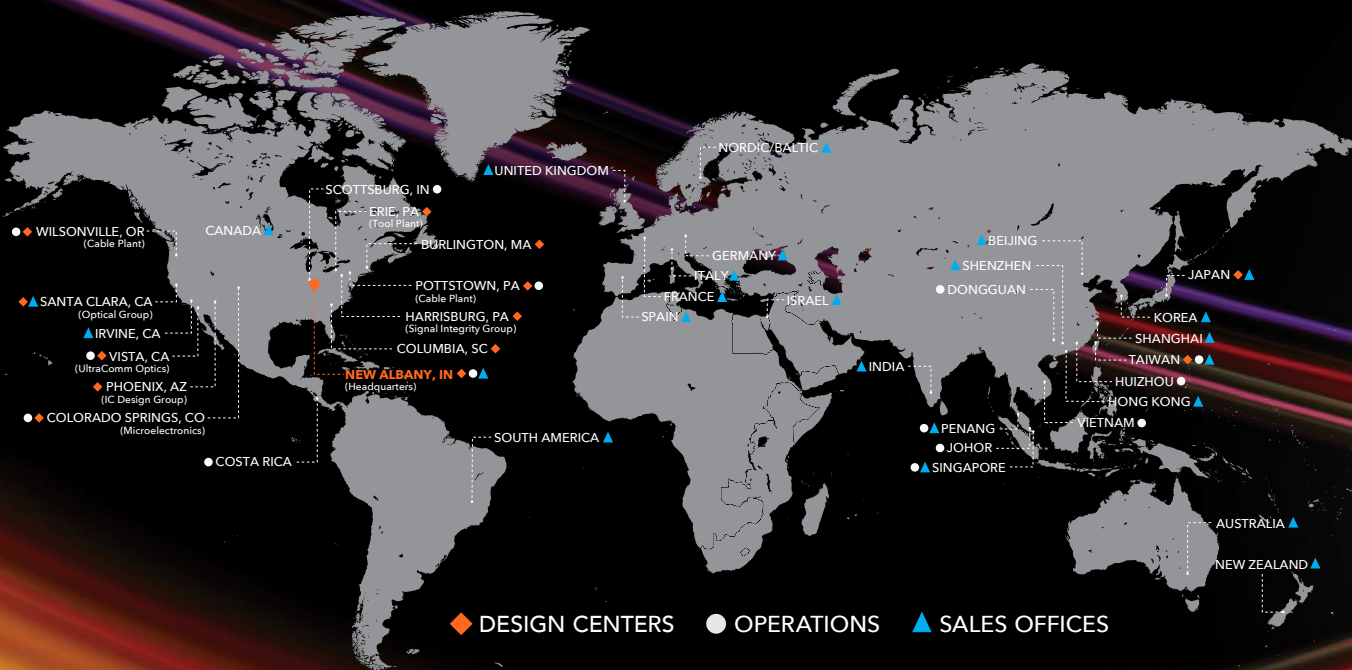 NORDIC/BALTIC
UNITED KINGDOM
SCOTTSBURG, IN
ERIE, PA
(Tool Plant)
WILSONVILLE, OR
(Cable Plant)
CANADA
BURLINGTON, MA
GERMANY
BEIJING
SHENZHEN
ITALY
JAPAN
POTTSTOWN, PA
(Cable Plant)
DONGGUAN
FRANCE
ISRAEL
SANTA CLARA, CA
(Optical Group)
HARRISBURG, PA
(Signal Integrity Group)
SPAIN
KOREA
IRVINE, CA
SHANGHAI
COLUMBIA, SC
VISTA, CA
(UltraComm Optics)
TAIWAN
INDIA
NEW ALBANY, IN
(Headquarters)
HUIZHOU
PHOENIX, AZ
(IC Design Group)
HONG KONG
COLORADO SPRINGS, CO
(Microelectronics)
VIETNAM
PENANG
SOUTH AMERICA
JOHOR
COSTA RICA
SINGAPORE
AUSTRALIA
NEW ZEALAND
DESIGN CENTERS
OPERATIONS
SALES OFFICES